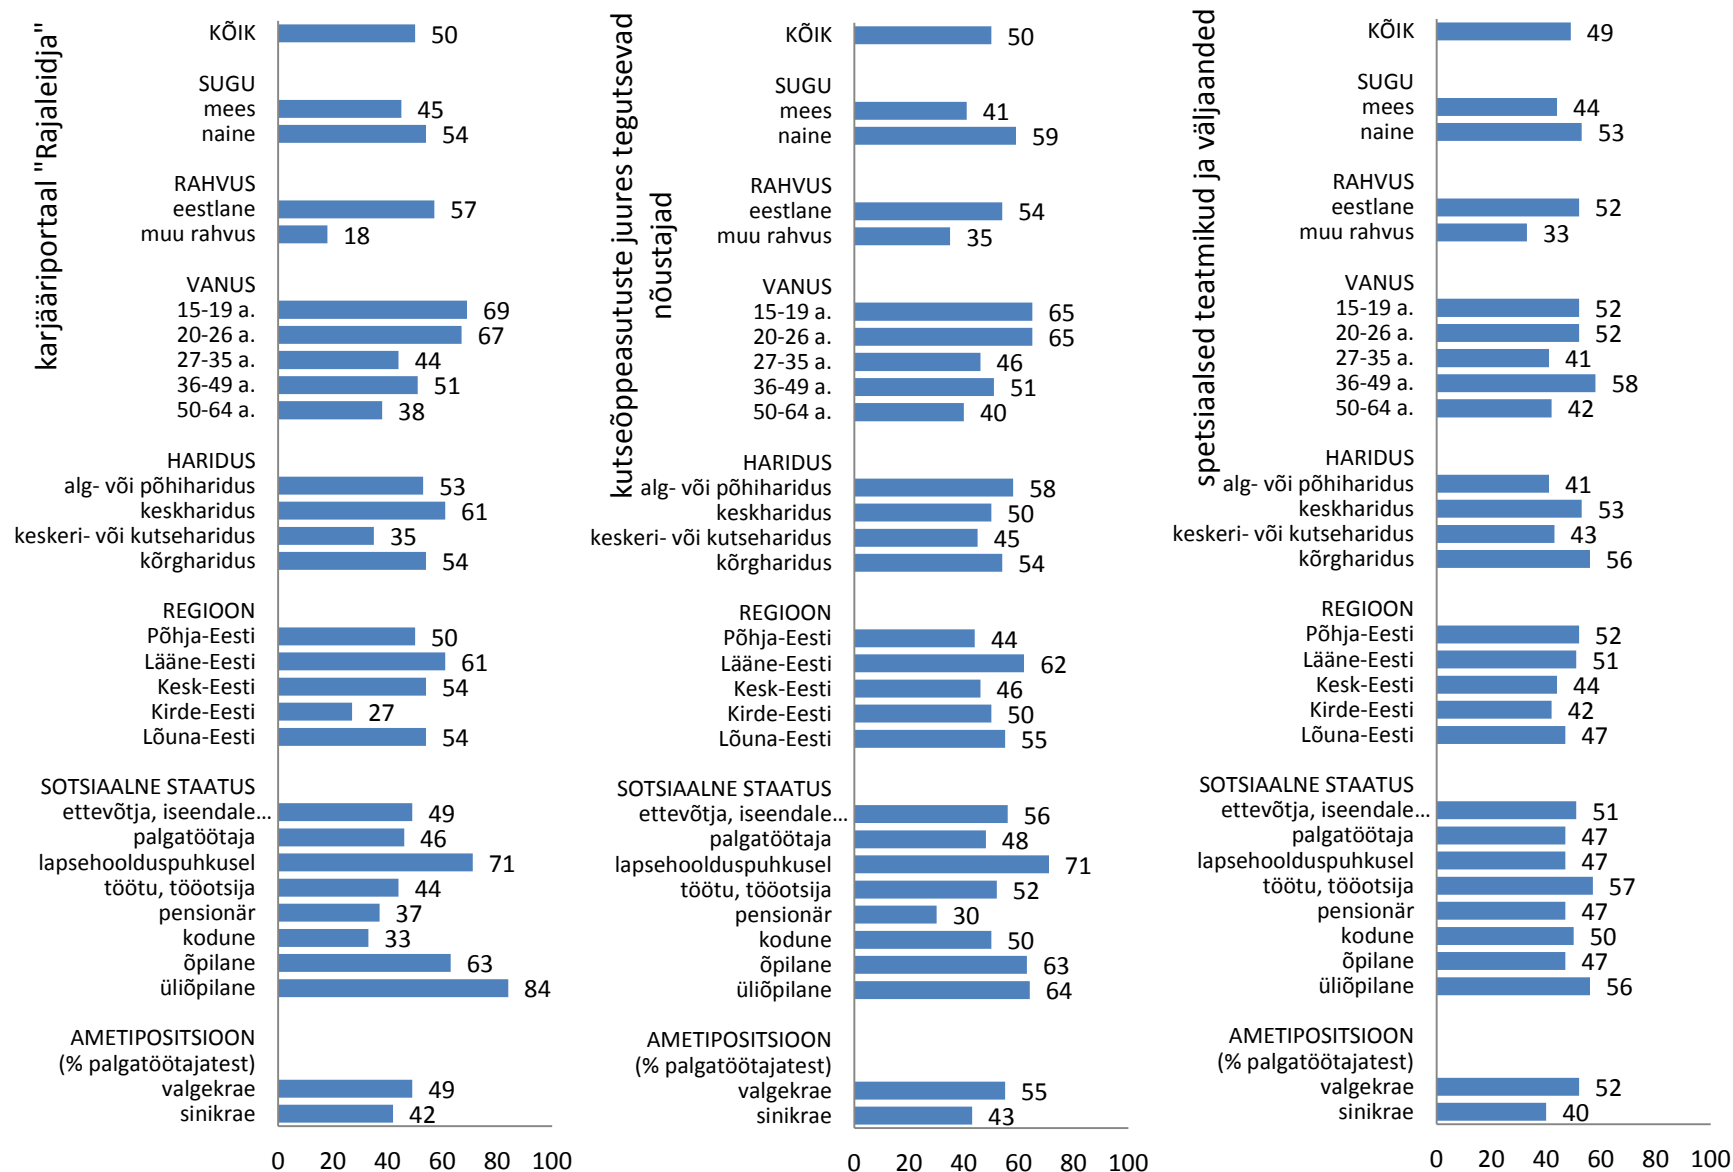 karjääriportaal "Rajaleidja"
KÕIK 50
SUGU
mees 45
naine 54
RAHVUS
eestlane 57
muu rahvus 18
VANUS
15-19 a. 69
20-26 a. 67
27-35 a. 44
36-49 a. 51
50-64 a. 38
HARIDUS
alg- või põhiharidus 53
keskharidus 61
keskeri- või kutseharidus 35
kõrgharidus 54
REGIOON
Põhja-Eesti 50
Lääne-Eesti 61
Kesk-Eesti 54
Kirde-Eesti 27
Lõuna-Eesti 54
SOTSIAALNE STAATUS
ettevõtja, iseendale... 49
palgatöötaja 46
lapsehoolduspuhkusel 71
töötu, tööotsija 44
pensionär 37
kodune 33
õpilane 63
üliõpilane 84
AMETIPOSITSIOON
(% palgatöötajatest)
valgekrae 49
sinikrae 42
0 20 40 60 80 100
kutseõppeasutuste juures tegutsevad
nõustajad
KÕIK 50
SUGU
mees 41
naine 59
RAHVUS
eestlane 54
muu rahvus 35
VANUS
15-19 a. 65
20-26 a. 65
27-35 a. 46
36-49 a. 51
50-64 a. 40
HARIDUS
alg- või põhiharidus 58
keskharidus 50
keskeri- või kutseharidus 45
kõrgharidus 54
REGIOON
Põhja-Eesti 44
Lääne-Eesti 62
Kesk-Eesti 46
Kirde-Eesti 50
Lõuna-Eesti 55
SOTSIAALNE STAATUS
ettevõtja, iseendale... 56
palgatöötaja 48
lapsehoolduspuhkusel 71
töötu, tööotsija 52
pensionär 30
kodune 50
õpilane 63
üliõpilane 64
AMETIPOSITSIOON
(% palgatöötajatest)
valgekrae 55
sinikrae 43
0 20 40 60 80 100
spetsiaalsed teatmikud ja väljaanded
KÕIK 49
SUGU
mees 44
naine 53
RAHVUS
eestlane 52
muu rahvus 33
VANUS
15-19 a. 52
20-26 a. 52
27-35 a. 41
36-49 a. 58
50-64 a. 42
HARIDUS
alg- või põhiharidus 41
keskharidus 53
keskeri- või kutseharidus 43
kõrgharidus 56
REGIOON
Põhja-Eesti 52
Lääne-Eesti 51
Kesk-Eesti 44
Kirde-Eesti 42
Lõuna-Eesti 47
SOTSIAALNE STAATUS
ettevõtja, iseendale... 51
palgatöötaja 47
lapsehoolduspuhkusel 47
töötu, tööotsija 57
pensionär 47
kodune 50
õpilane 47
üliõpilane 56
AMETIPOSITSIOON
(% palgatöötajatest)
valgekrae 52
sinikrae 40
0 20 40 60 80 100